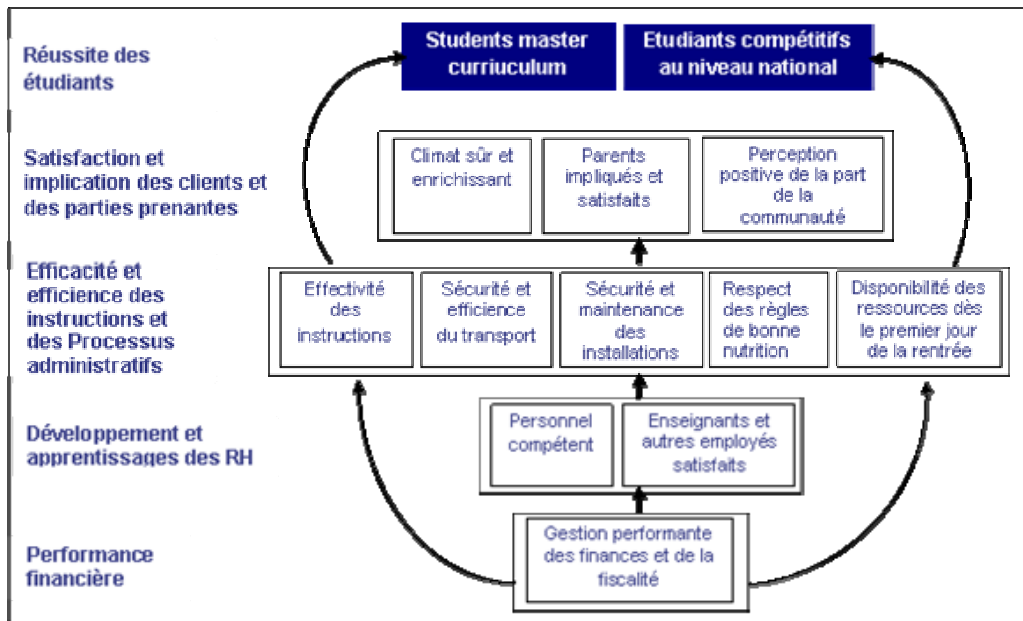 Réussite des
étudiants
Students master
curriuculum
Etudiants compétitifs
au niveau national
Satisfaction et
implication des clients et
des parties prenantes
Climat sûr et
enrichissant
Parents
impliqués et
satisfaits
Perception
positive de la part
de la
communauté
Efficacité et
efficience des
instructions et
des Processus
administratifs
Effectivité
des
instructions
Sécurité et
efficience
du transport
Sécurité et
maintenance
des
installations
Respect
des règles
de bonne
nutrition
Disponibilité des
ressources dès
le premier jour
de la rentrée
Développement et
apprentissages des RH
Personnel
compétent
Enseignants et
autres employés
satisfaits
Performance
financière
Gestion performante
des finances et de la
fiscalité